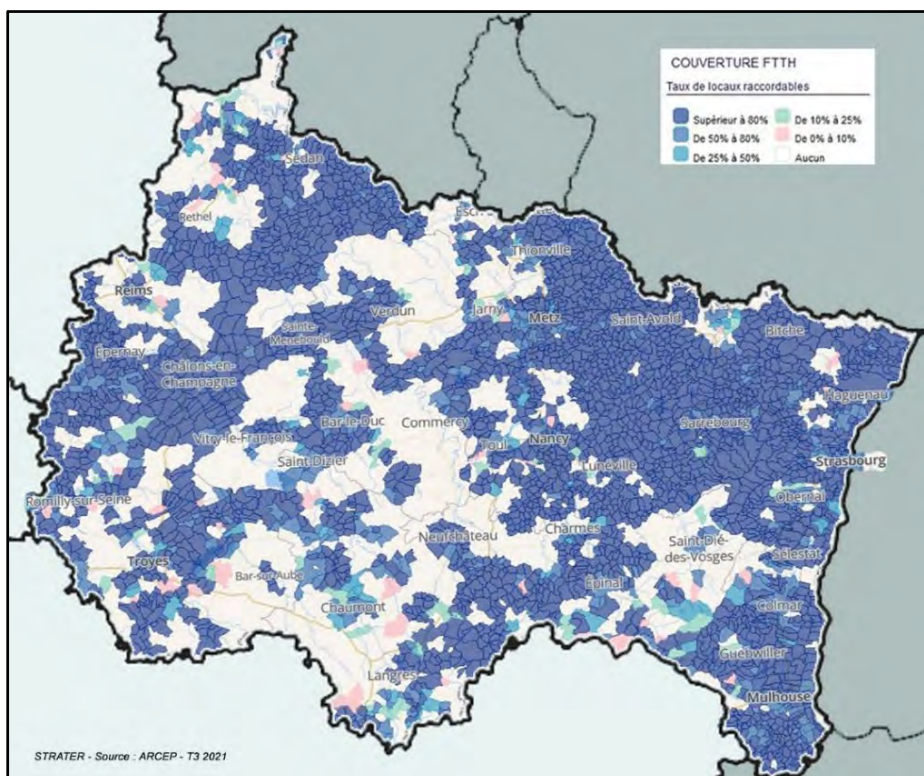 COUVERTURE FTTH
Taux de locaux raccordables
Supérieur à 80%
De 50% à 80%
De 25% à 50%
De 10% à 25%
De 0% à 10%
Aucun
Sedan
Rethel
Thionville
Reims
Verdun
Jarny
Metz
Saint-Avold
Bitche
Sainte-
Menehould
Épernay
Châlons-en-
Champagne
Haguenau
Bar-le-Duc
Commercy
Sarrebourg
Vitry-le-François
Toul
Nancy
Saint-Dizier
Lunéville
Strasbourg
Romilly-sur-Seine
Obernai
Neufchâteau
Charmes
Saint-Dié-
des-Vosges
Sélestat
Troyes
Bar-sur-Aube
Épinal
Chaumont
Colmar
Guebwiller
Langres
Mulhouse
STRATER - Source : ARCEP - T3 2021